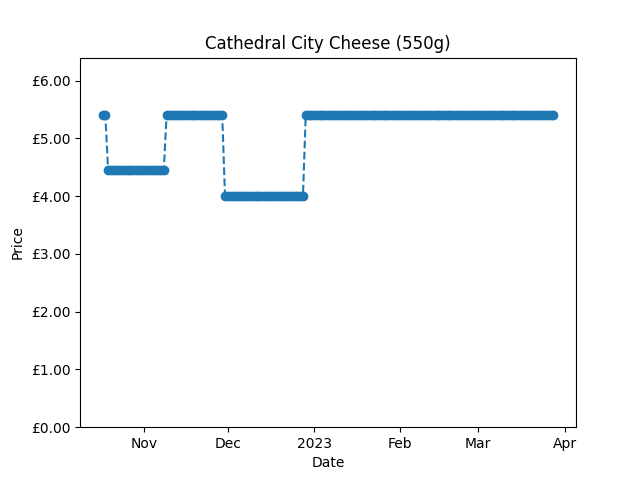 Cathedral City Cheese (550g)
£6.00
£5.00
£4.00
£3.00
£2.00
£1.00
£0.00
Price
Nov Dec 2023 Feb Mar Apr
Date